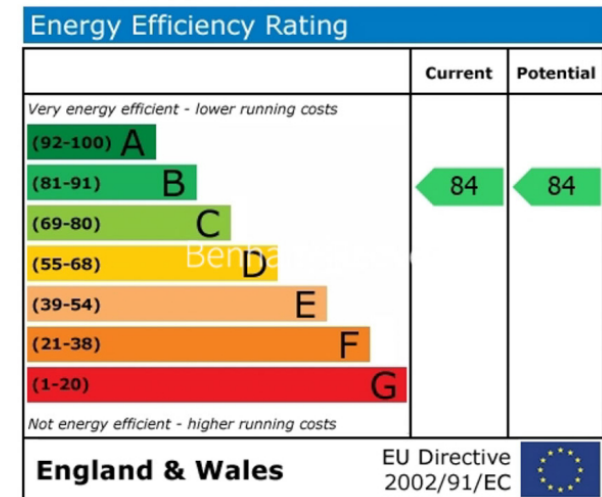 Energy Efficiency Rating
Current Potential
Very energy efficient - lower running costs
(92-100) A
(81-91) B 84 84
(69-80) C
(55-68) D
(39-54) E
(21-38) F
(1-20) G
Not energy efficient - higher running costs
England & Wales
EU Directive
2002/91/EC